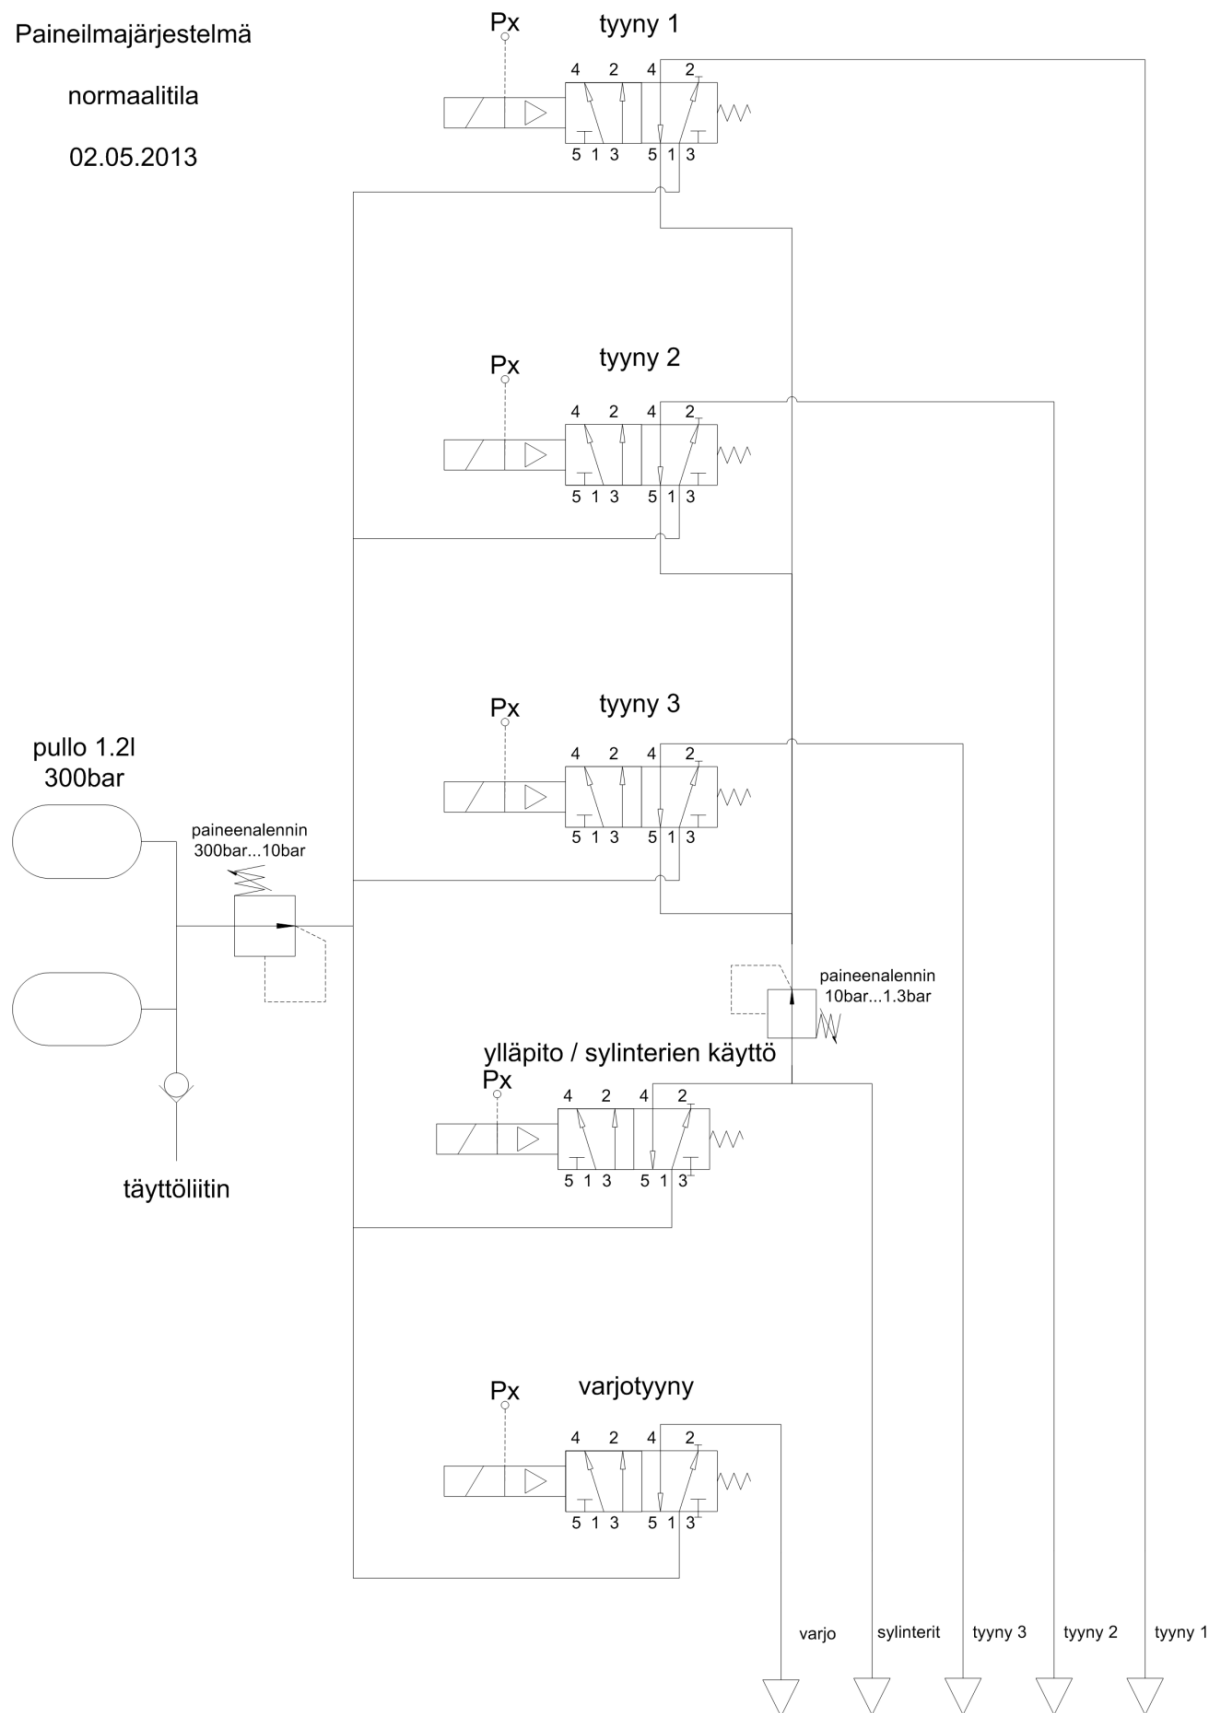 Paineilmajärjestelmä
normaalitila
02.05.2013
Px
tyyny 1
4 2 4 2
5 1 3 5 1 3
Px
tyyny 2
4 2 4 2
5 1 3 5 1 3
Px
tyyny 3
4 2 4 2
5 1 3 5 1 3
pullo 1.2l
300bar
paineenalennin
300bar...10bar
paineenalennin
10bar...1.3bar
ylläpito / sylinterien käyttö
Px
4 2 4 2
5 1 3 5 1 3
täyttöliitin
Px
varjotyyny
4 2 4 2
5 1 3 5 1 3
varjo
sylinterit
tyyny 3
tyyny 2
tyyny 1